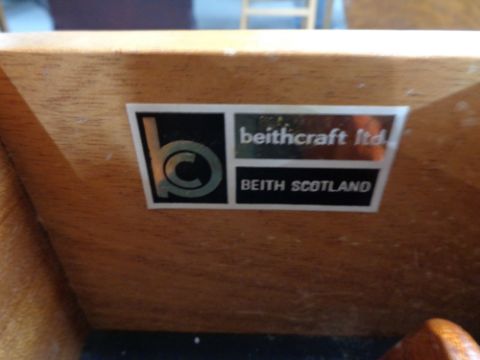 bc
beithcraft ltd
BEITH SCOTLAND